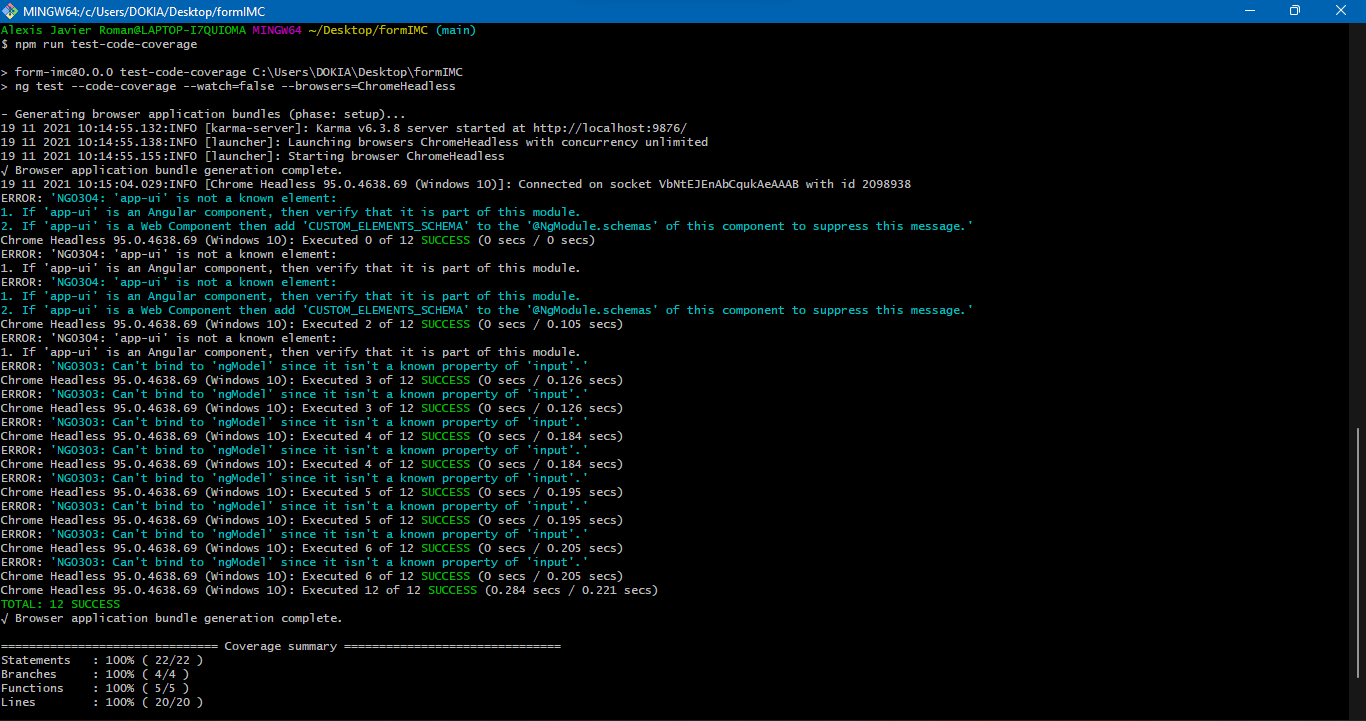 MINGW64:/c/Users/DOKIA/Desktop/formIMC
Alexis Javier Roman@LAPTOP-I7QUIOMA MINGW64 ~/Desktop/formIMC (main)
$ npm run test-code-coverage
> form-imc@0.0.0 test-code-coverage C:\Users\DOKIA\Desktop\formIMC
> ng test --code-coverage --watch=false --browsers=ChromeHeadless
- Generating browser application bundles (phase: setup)...
19 11 2021 10:14:55.132:INFO [karma-server]: Karma v6.3.8 server started at http://localhost:9876/
19 11 2021 10:14:55.138:INFO [launcher]: Launching browsers ChromeHeadless with concurrency unlimited
19 11 2021 10:14:55.155:INFO [launcher]: Starting browser ChromeHeadless
√ Browser application bundle generation complete.
19 11 2021 10:15:04.029:INFO [Chrome Headless 95.0.4638.69 (Windows 10)]: Connected on socket VbNtEJEnAbCqukAeAAAB with id 2098938
ERROR: 'NG0304: 'app-ui' is not a known element:
1. If 'app-ui' is an Angular component, then verify that it is part of this module.
2. If 'app-ui' is a Web Component then add 'CUSTOM_ELEMENTS_SCHEMA' to the '@NgModule.schemas' of this component to suppress this message.'
Chrome Headless 95.0.4638.69 (Windows 10): Executed 0 of 12 SUCCESS (0 secs / 0 secs)
ERROR: 'NG0304: 'app-ui' is not a known element:
1. If 'app-ui' is an Angular component, then verify that it is part of this module.
ERROR: 'NG0304: 'app-ui' is not a known element:
1. If 'app-ui' is an Angular component, then verify that it is part of this module.
2. If 'app-ui' is a Web Component then add 'CUSTOM_ELEMENTS_SCHEMA' to the '@NgModule.schemas' of this component to suppress this message.'
Chrome Headless 95.0.4638.69 (Windows 10): Executed 2 of 12 SUCCESS (0 secs / 0.105 secs)
ERROR: 'NG0304: 'app-ui' is not a known element:
1. If 'app-ui' is an Angular component, then verify that it is part of this module.
ERROR: 'NG0303: Can't bind to 'ngModel' since it isn't a known property of 'input'.'
Chrome Headless 95.0.4638.69 (Windows 10): Executed 3 of 12 SUCCESS (0 secs / 0.126 secs)
ERROR: 'NG0303: Can't bind to 'ngModel' since it isn't a known property of 'input'.'
Chrome Headless 95.0.4638.69 (Windows 10): Executed 3 of 12 SUCCESS (0 secs / 0.126 secs)
ERROR: 'NG0303: Can't bind to 'ngModel' since it isn't a known property of 'input'.'
Chrome Headless 95.0.4638.69 (Windows 10): Executed 4 of 12 SUCCESS (0 secs / 0.184 secs)
ERROR: 'NG0303: Can't bind to 'ngModel' since it isn't a known property of 'input'.'
Chrome Headless 95.0.4638.69 (Windows 10): Executed 4 of 12 SUCCESS (0 secs / 0.184 secs)
ERROR: 'NG0303: Can't bind to 'ngModel' since it isn't a known property of 'input'.'
Chrome Headless 95.0.4638.69 (Windows 10): Executed 5 of 12 SUCCESS (0 secs / 0.195 secs)
ERROR: 'NG0303: Can't bind to 'ngModel' since it isn't a known property of 'input'.'
Chrome Headless 95.0.4638.69 (Windows 10): Executed 5 of 12 SUCCESS (0 secs / 0.195 secs)
ERROR: 'NG0303: Can't bind to 'ngModel' since it isn't a known property of 'input'.'
Chrome Headless 95.0.4638.69 (Windows 10): Executed 6 of 12 SUCCESS (0 secs / 0.205 secs)
ERROR: 'NG0303: Can't bind to 'ngModel' since it isn't a known property of 'input'.'
Chrome Headless 95.0.4638.69 (Windows 10): Executed 6 of 12 SUCCESS (0 secs / 0.205 secs)
Chrome Headless 95.0.4638.69 (Windows 10): Executed 12 of 12 SUCCESS (0.284 secs / 0.221 secs)
TOTAL: 12 SUCCESS
√ Browser application bundle generation complete.
=============================== Coverage summary ===============================
Statements   : 100% ( 22/22 )
Branches     : 100% ( 4/4 )
Functions    : 100% ( 5/5 )
Lines        : 100% ( 20/20 )